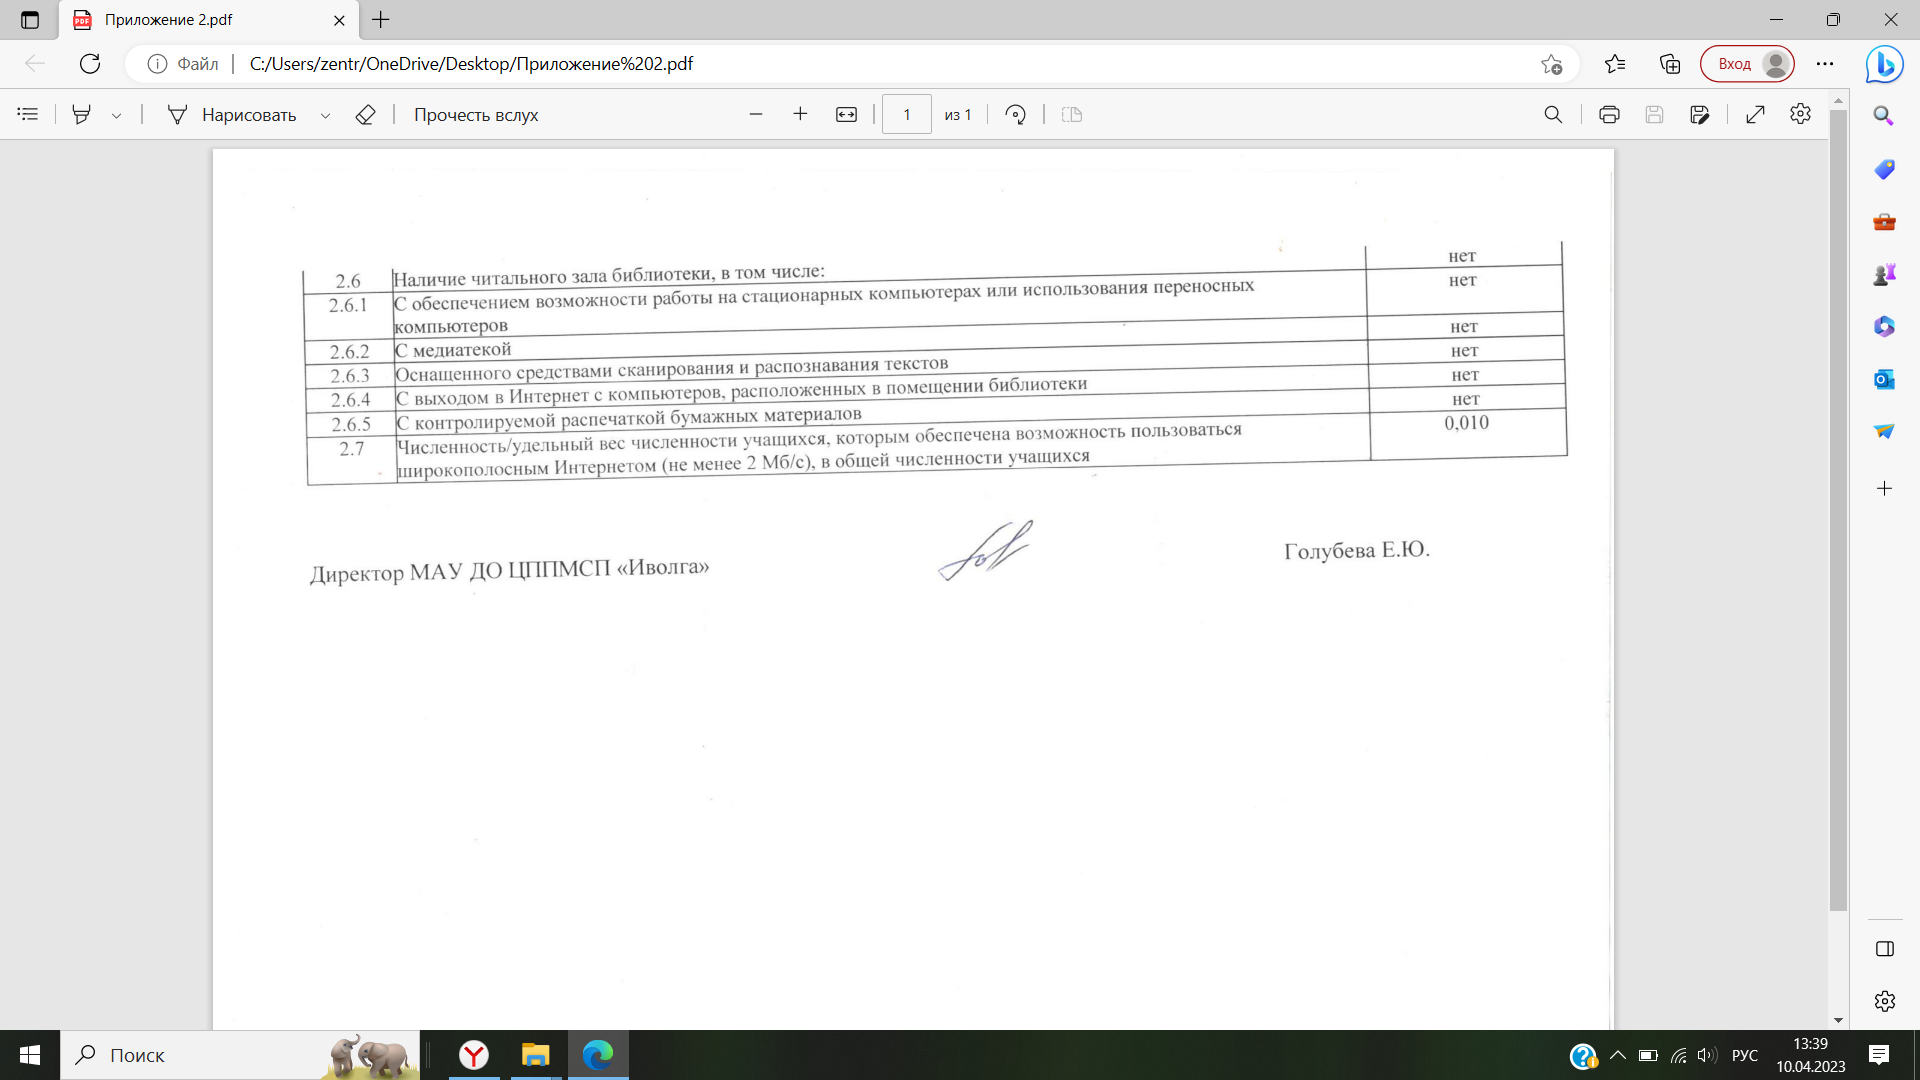 Приложение 2.pdf
Файл C:/Users/zentr/OneDrive/Desktop/Приложение%202.pdf
Вход
Нарисовать
Прочесть вслух
1 из 1
2.6 Наличие читального зала библиотеки, в том числе: нет
2.6.1 С обеспечением возможности работы на стационарных компьютерах или использования переносных нет
компьютеров
2.6.2 С медиатекой нет
2.6.3 Оснащенного средствами сканирования и распознавания текстов нет
2.6.4 С выходом в Интернет с компьютеров, расположенных в помещении библиотеки нет
2.6.5 С контролируемой распечаткой бумажных материалов нет
2.7 Численность/удельный вес численности учащихся, которым обеспечена возможность пользоваться 0,010
широкополосным Интернетом (не менее 2 Мб/с), в общей численности учащихся
Директор МАУ ДО ЦППМСП «Иволга» Голубева Е.Ю.
Поиск
РУС
13:39
10.04.2023